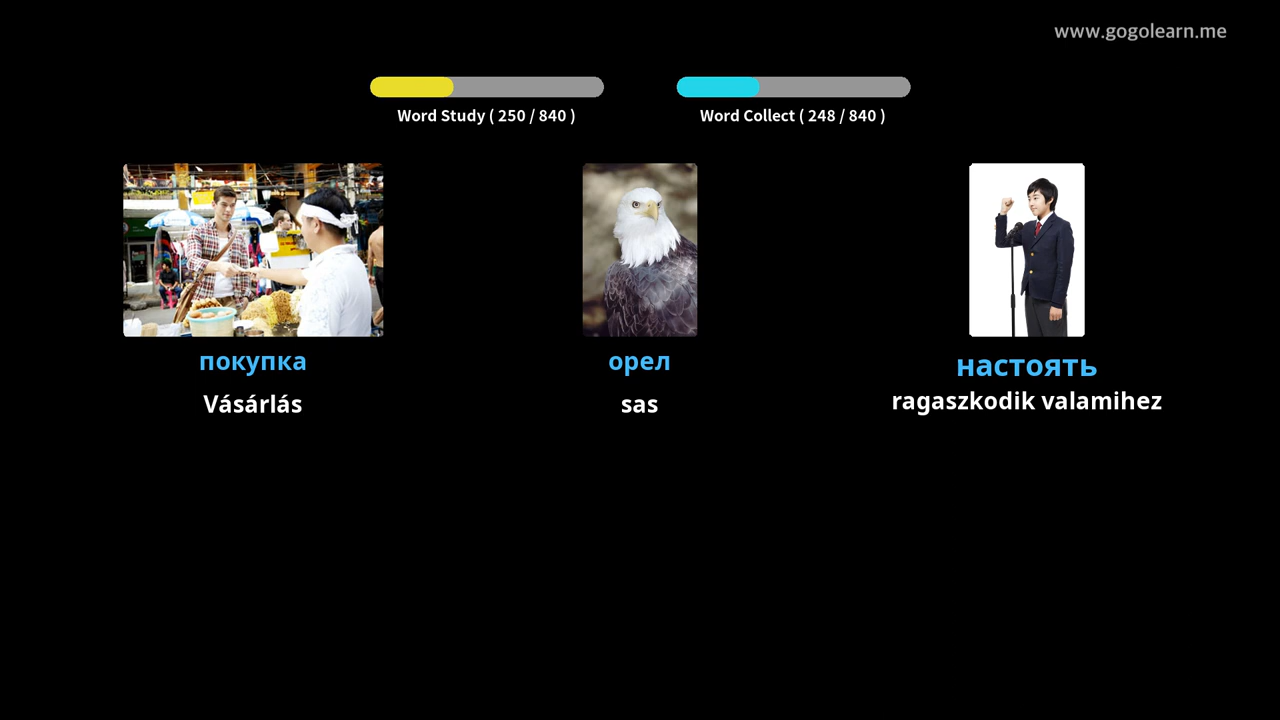 www.gogolearn.me
Word Study ( 250 / 840 )
Word Collect ( 248 / 840 )
покупка
орел
настоять
Vásárlás
sas
ragaszkodik valamihez